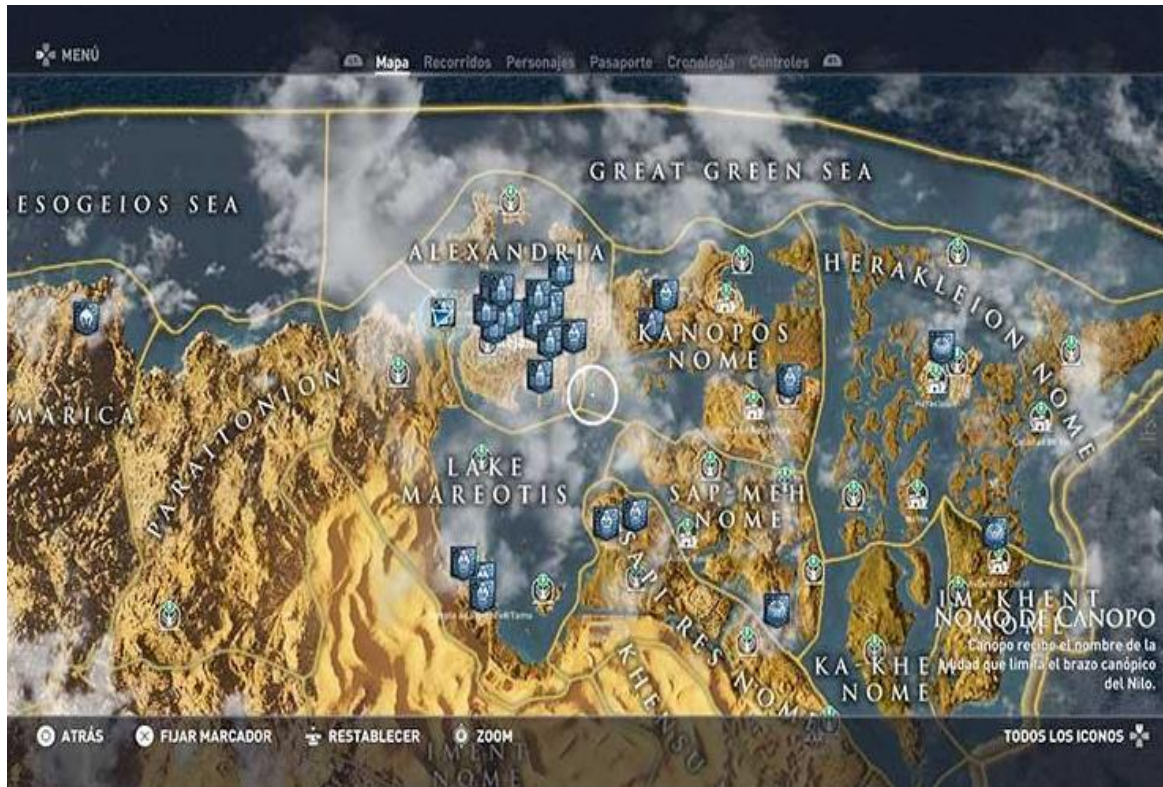 MENÚ
Mapa Recorridos Personajes Pasaporte Cronología Controles
GREAT GREEN SEA
ESOGEIOS SEA
ALEXANDRIA
HERAKLEION NOME
KANOPOS
NOME
MARICA
PARAITONION
LAKE
MAREOTIS
SAP-MEH
NOME
SAPI-RES NOME
IM-KHENT
NOME
NOMO DE CANOPO
Canopo recibe el nombre de la
ciudad que limita el brazo canópico
del Nilo.
KA-KHEM
NOME
KHENSU
ATRÁS
FIJAR MARCADOR
RESTABLECER
ZOOM
TODOS LOS ICONOS
IMENT
NOME